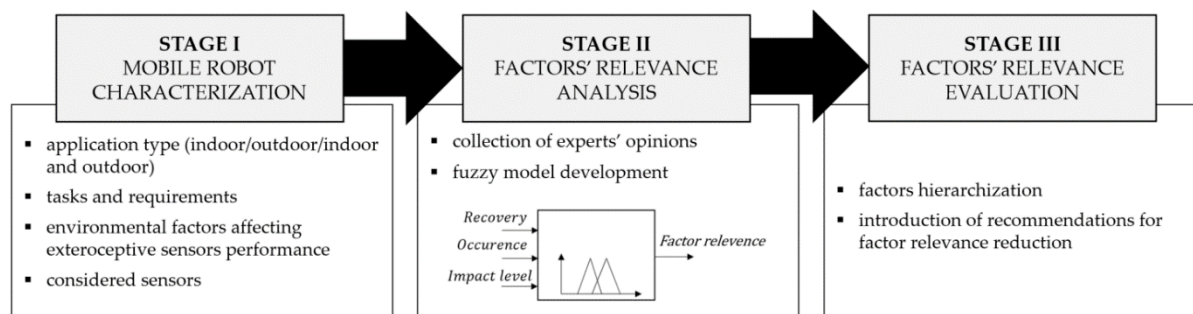 STAGE I
MOBILE ROBOT
CHARACTERIZATION
▪ application type (indoor/outdoor/indoor
and outdoor)
▪ tasks and requirements
▪ environmental factors affecting
exteroceptive sensors performance
▪ considered sensors
STAGE II
FACTORS' RELEVANCE
ANALYSIS
▪ collection of experts' opinions
▪ fuzzy model development
Recovery
Occurence
Impact level
Factor relevence
STAGE III
FACTORS' RELEVANCE
EVALUATION
▪ factors hierarchization
▪ introduction of recommendations for
factor relevance reduction